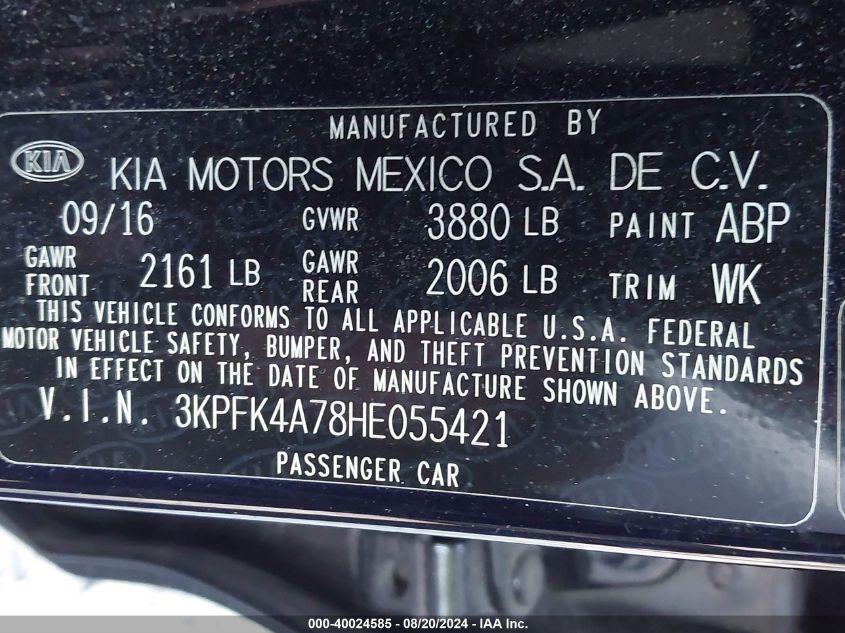 MANUFACTURED BY
KIA KIA MOTORS MEXICO S.A. DE C.V.
09/16 GVWR 3880 LB PAINT ABP
GAWR FRONT 2161 LB GAWR REAR 2006 LB TRIM WK
THIS VEHICLE CONFORMS TO ALL APPLICABLE U.S.A. FEDERAL
MOTOR VEHICLE SAFETY, BUMPER, AND THEFT PREVENTION STANDARDS
IN EFFECT ON THE DATE OF MANUFACTURE SHOWN ABOVE.
V.I.N. 3KPFK4A78HE055421
PASSENGER CAR
000-40024585 - 08/20/2024 - IAA Inc.